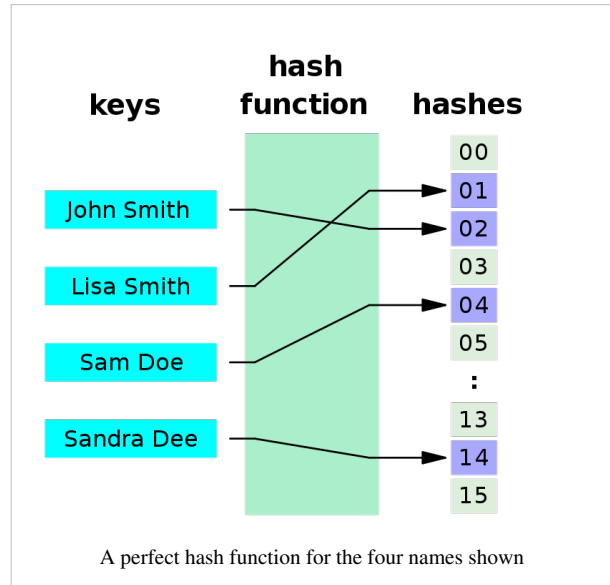 keys
hash
function
hashes
John Smith
Lisa Smith
Sam Doe
Sandra Dee
00
01
02
03
04
05
:
13
14
15
A perfect hash function for the four names shown